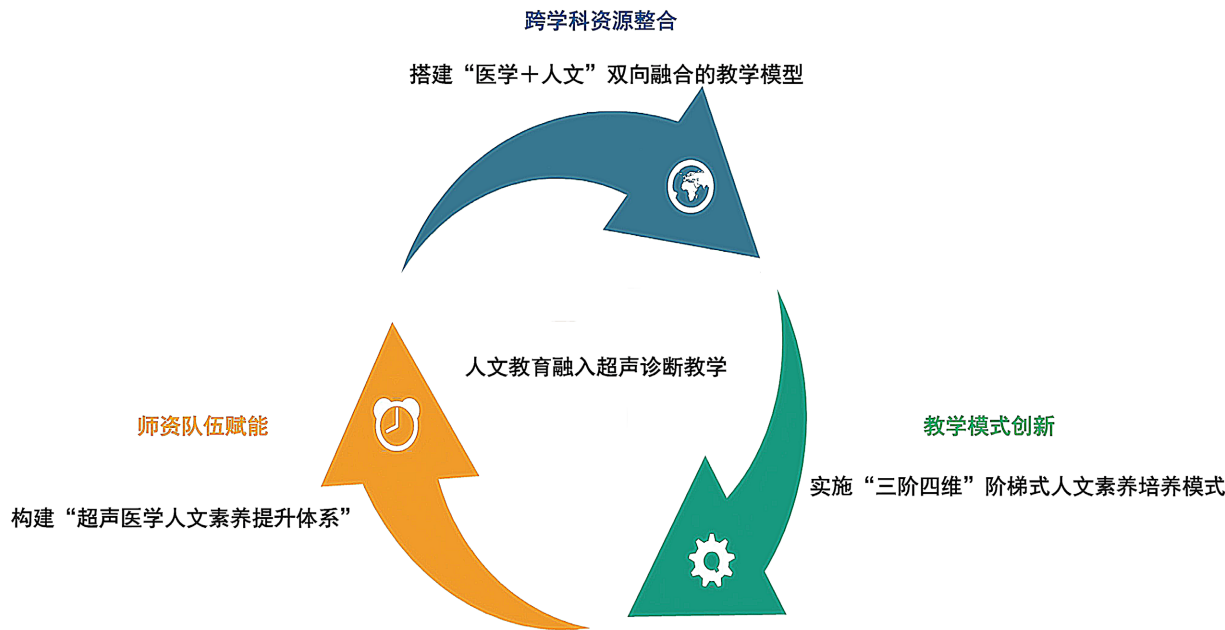 跨学科资源整合
搭建“医学＋人文”双向融合的教学模型
人文教育融入超声诊断教学
师资队伍赋能
构建“超声医学人文素养提升体系”
教学模式创新
实施“三阶四维”阶梯式人文素养培养模式